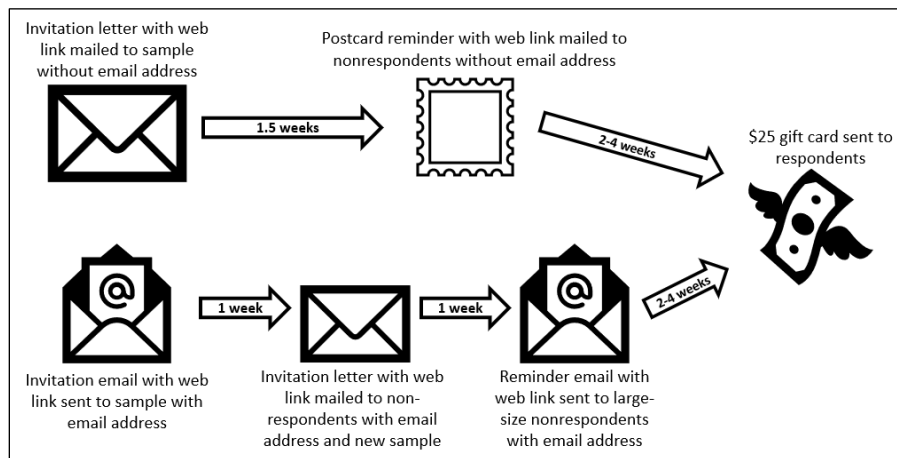 Invitation letter with web
link mailed to sample
without email address
Postcard reminder with web link mailed to
nonrespondents without email address
1.5 weeks
2-4 weeks
$25 gift card sent to
respondents
@
1 week
1 week
@
2-4 weeks
Invitation email with web
link sent to sample with
email address
Invitation letter with web
link mailed to non-
respondents with email
address and new sample
Reminder email with
web link sent to large-
size nonrespondents
with email address